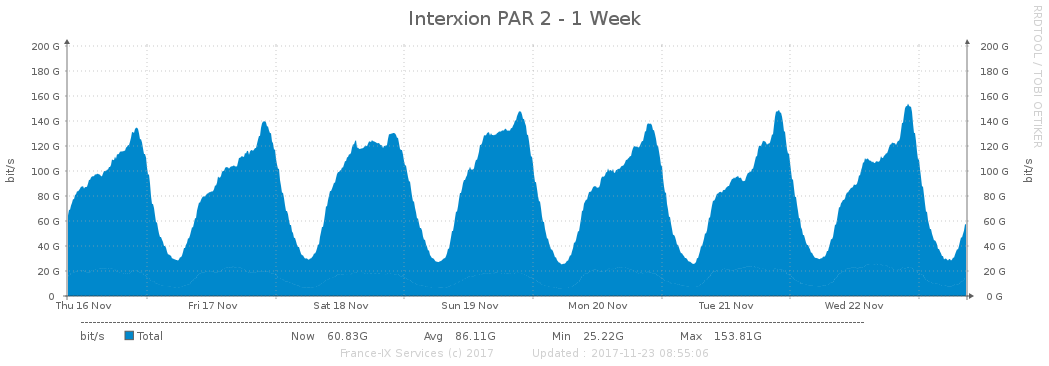 Interxion PAR 2 - 1 Week
RRDTOOL / TOBI OETIKER
bit/s
200 G 200 G
180 G 180 G
160 G 160 G
140 G 140 G
120 G 120 G
100 G 100 G
80 G 80 G
60 G 60 G
40 G 40 G
20 G 20 G
0 0 G
bit/s
Thu 16 Nov Fri 17 Nov Sat 18 Nov Sun 19 Nov Mon 20 Nov Tue 21 Nov Wed 22 Nov
bit/s Total Now 60.83G Avg 86.11G Min 25.22G Max 153.81G
France-IX Services (c) 2017 Updated : 2017-11-23 08:55:06